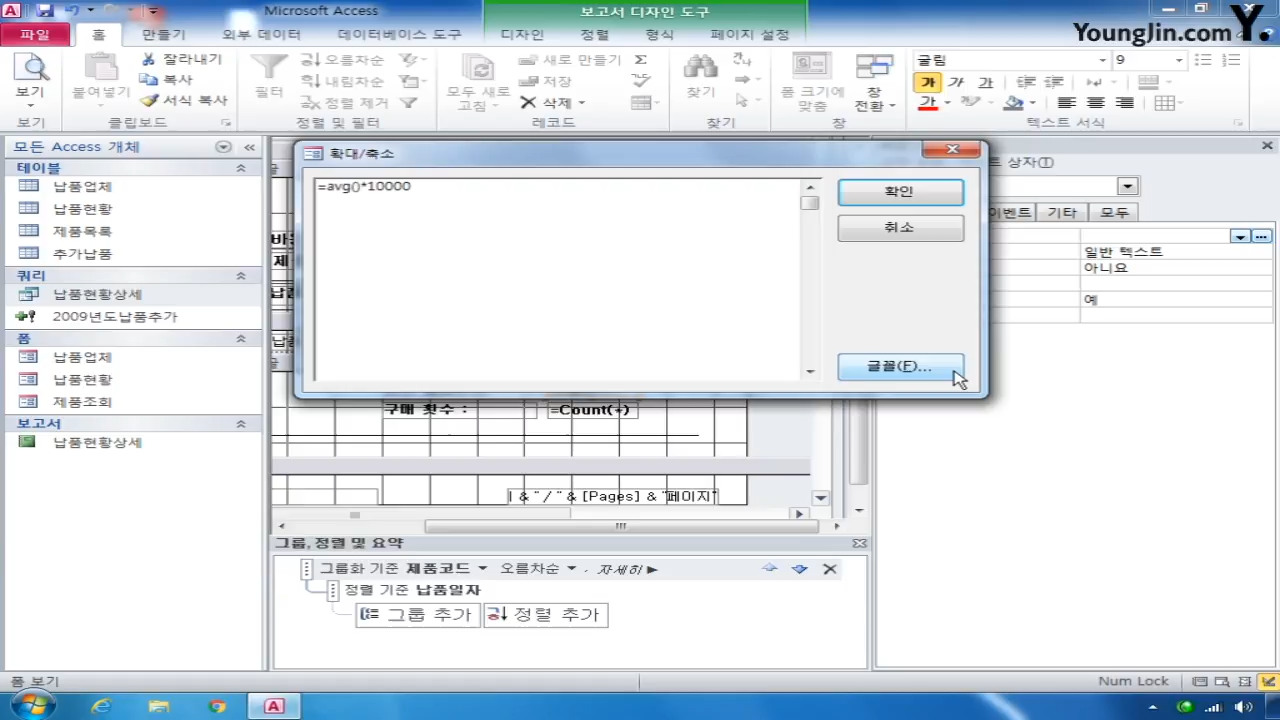 Microsoft Access
보고서 디자인 도구
파일
홈
만들기
외부 데이터
데이터베이스 도구
디자인
정렬
형식
페이지 설정
YoungJin.com Y.
보기
보기
붙여넣기
잘라내기
복사
서식 복사
클립보드
필터
오름차순
내림차순
정렬 제거
정렬 및 필터
모두 새로 고침
새로 만들기
저장
삭제
레코드
찾기
찾기
폼 크기에 맞춤
창 전환
창
굴림
9
가 가 가
가
텍스트 서식
모든 Access 개체
테이블
납품업체
납품현황
제품목록
추가납품
쿼리
납품현황상세
2009년도납품추가
폼
납품업체
납품현황
제품조회
보고서
납품현황상세
확대/축소
=avg()*10000
확인
취소
글꼴(F)...
상자(T)
이벤트
기타
모두
일반 텍스트
아니요
예
구매 횟수 :
=Count(*)
& " / " & [Pages] & "페이지"
그룹, 정렬 및 요약
그룹화 기준 제품코드
오름차순
, 자세히
정렬 기준 납품일자
그룹 추가
정렬 추가
폼 보기
Num Lock